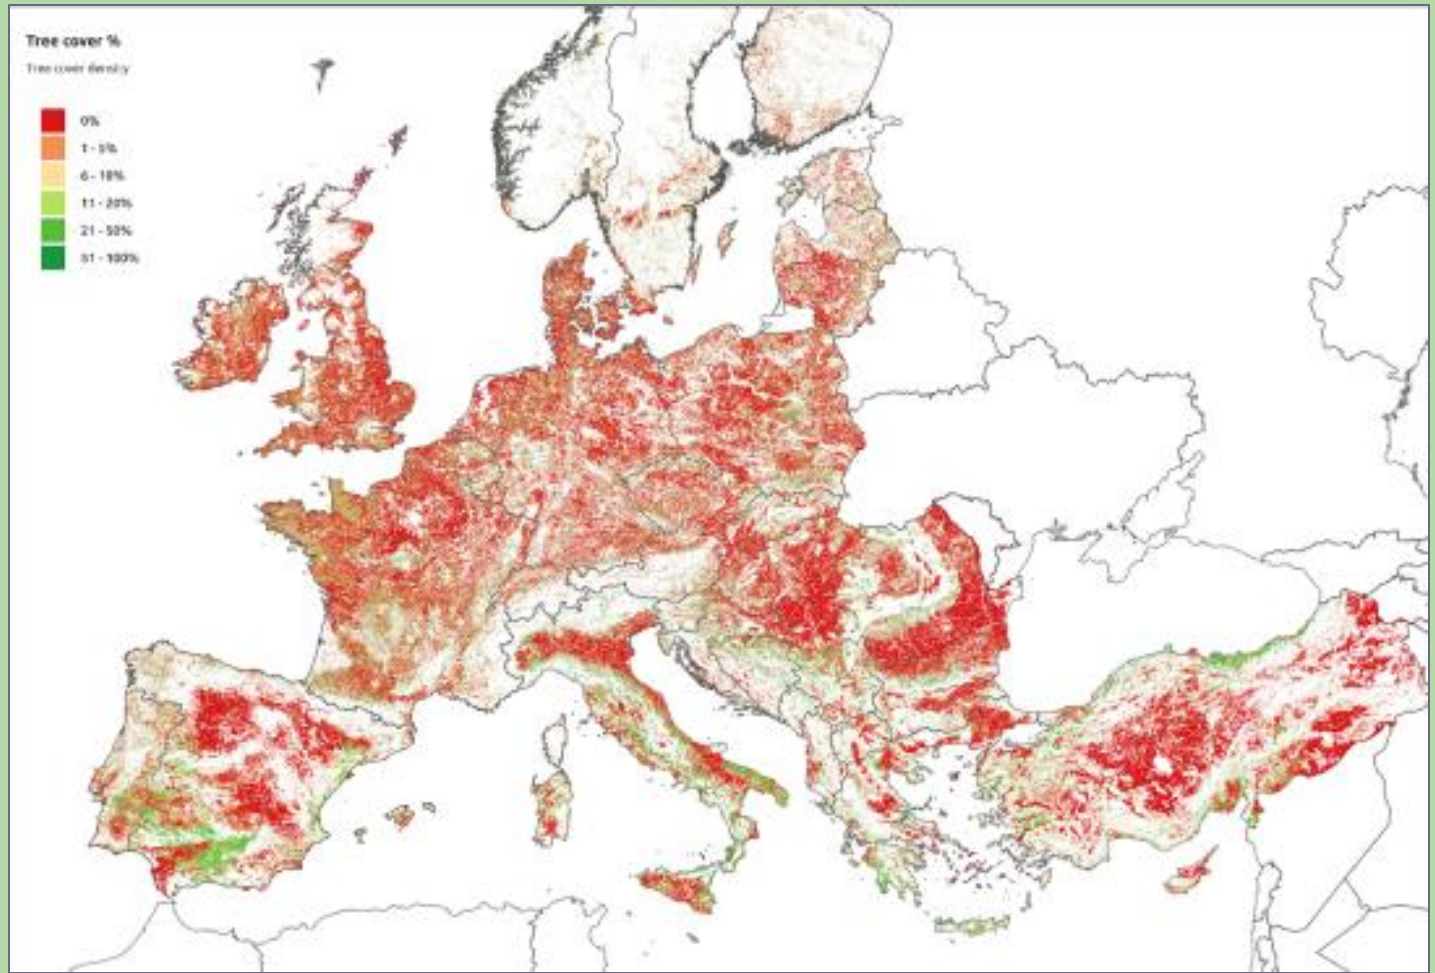 Tree cover %
Tree cover density
0%
1 - 5%
6 - 10%
11 - 20%
21 - 50%
51 - 100%